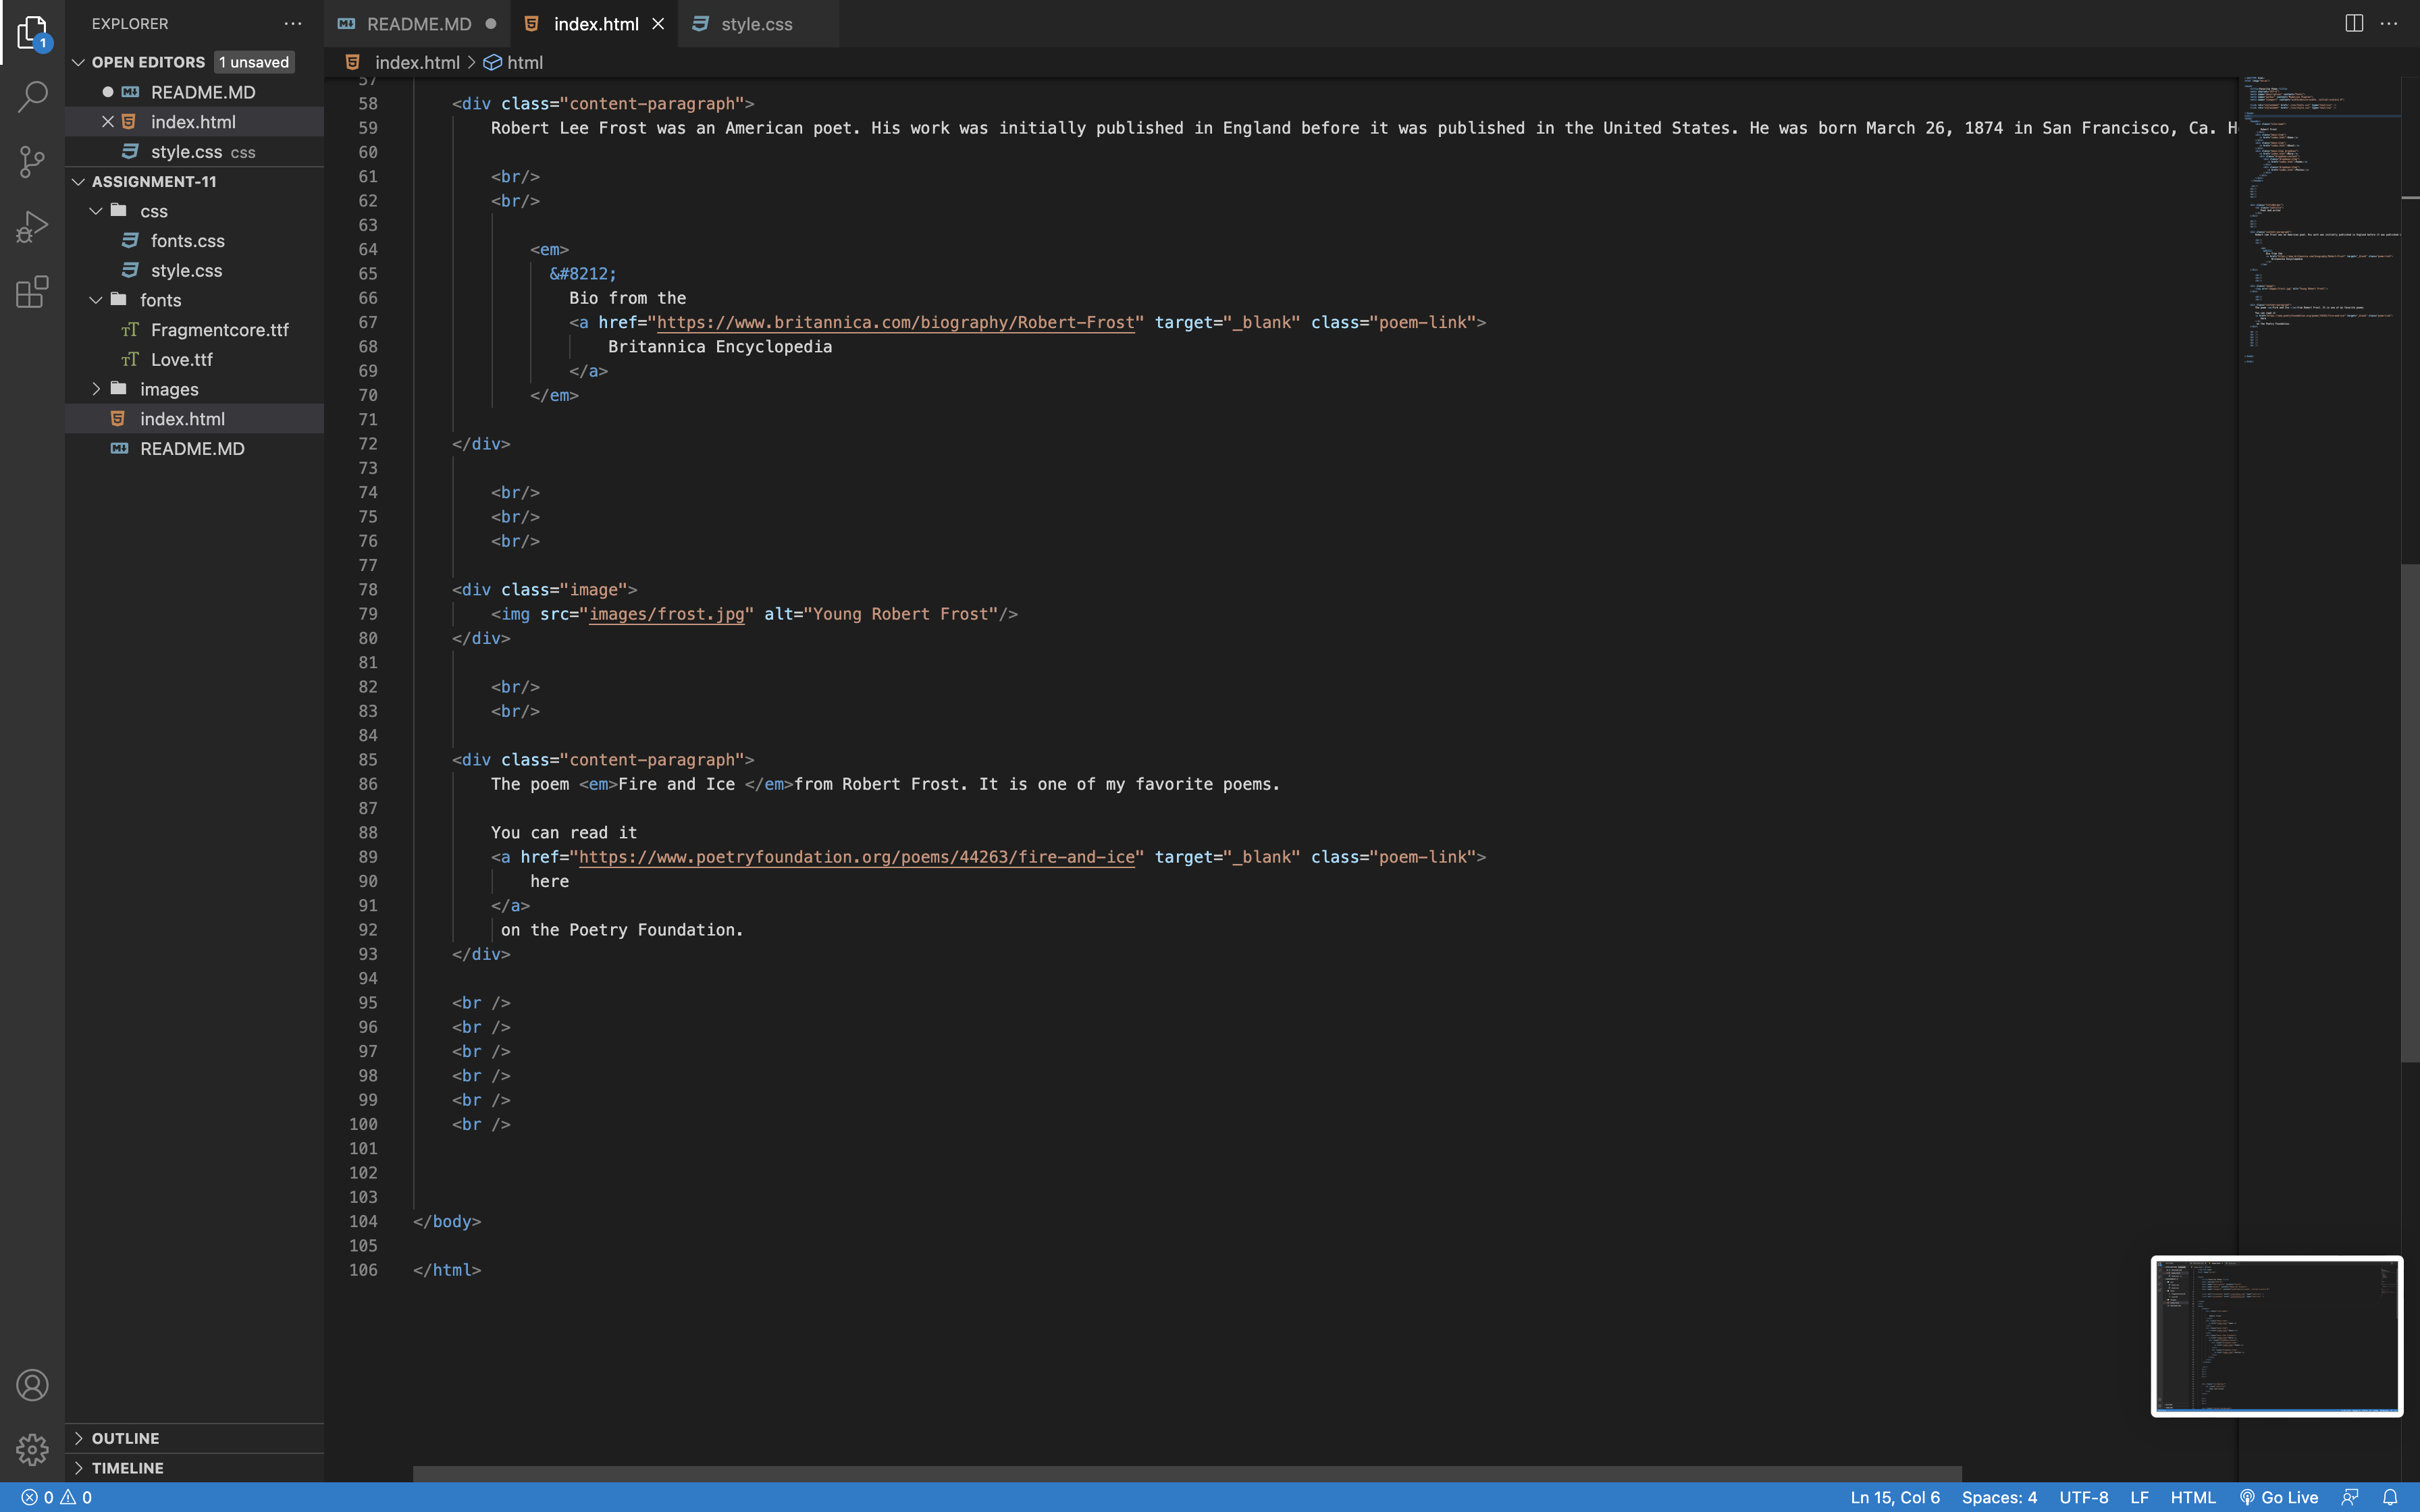 EXPLORER
OPEN EDITORS 1 unsaved
README.MD
index.html
style.css css
ASSIGNMENT-11
css
fonts.css
style.css
fonts
Fragmentcore.ttf
Love.ttf
images
index.html
README.MD
OUTLINE
TIMELINE
README.MD index.html style.css
index.html > html
57
58 <div class="content-paragraph">
59 Robert Lee Frost was an American poet. His work was initially published in England before it was published in the United States. He was born March 26, 1874 in San Francisco, Ca. H
60
61 <br/>
62 <br/>
63
64 <em>
65 &#8212;
66 Bio from the
67 <a href="https://www.britannica.com/biography/Robert-Frost" target="_blank" class="poem-link">
68 Britannica Encyclopedia
69 </a>
70 </em>
71
72 </div>
73
74 <br/>
75 <br/>
76 <br/>
77
78 <div class="image">
79 <img src="images/frost.jpg" alt="Young Robert Frost"/>
80 </div>
81
82 <br/>
83 <br/>
84
85 <div class="content-paragraph">
86 The poem <em>Fire and Ice </em>from Robert Frost. It is one of my favorite poems.
87
88 You can read it
89 <a href="https://www.poetryfoundation.org/poems/44263/fire-and-ice" target="_blank" class="poem-link">
90 here
91 </a>
92 on the Poetry Foundation.
93 </div>
94
95 <br />
96 <br />
97 <br />
98 <br />
99 <br />
100 <br />
101
102
103
104 </body>
105
106 </html>
0 0 Ln 15, Col 6 Spaces: 4 UTF-8 LF HTML Go Live